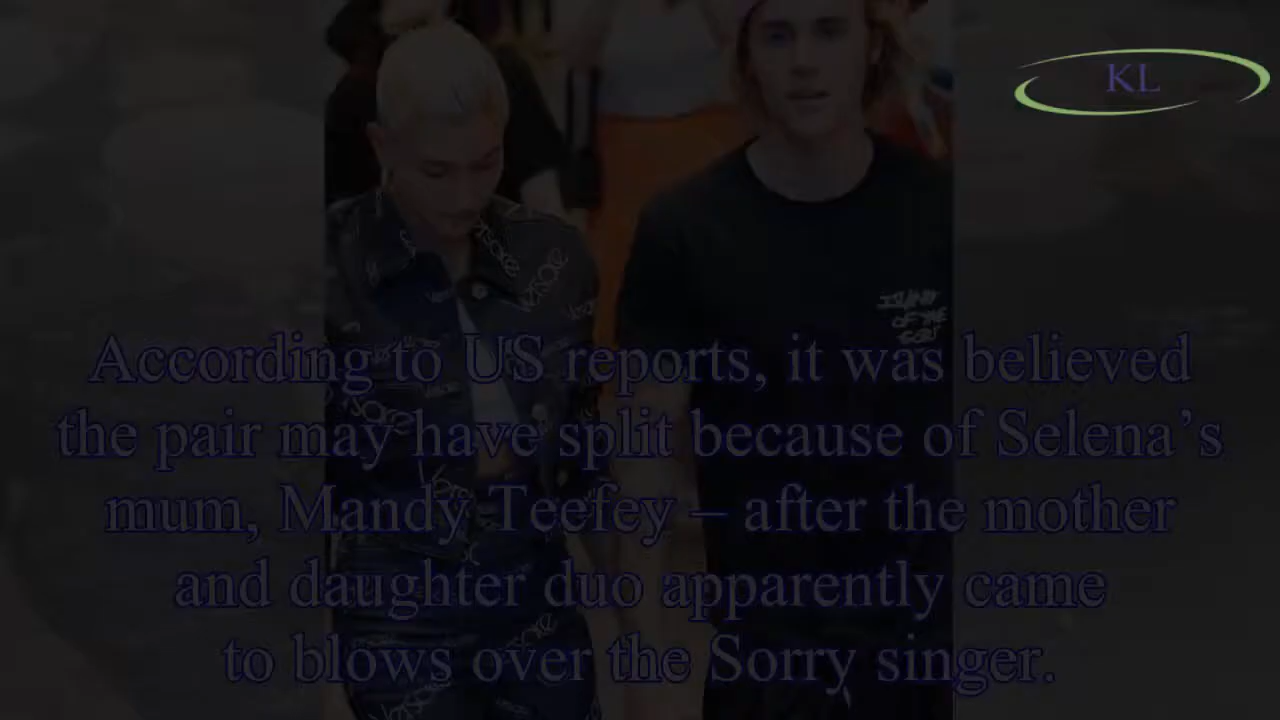 KL
According to US reports, it was believed
the pair may have split because of Selena’s
mum, Mandy Teefey – after the mother
and daughter duo apparently came
to blows over the Sorry singer.